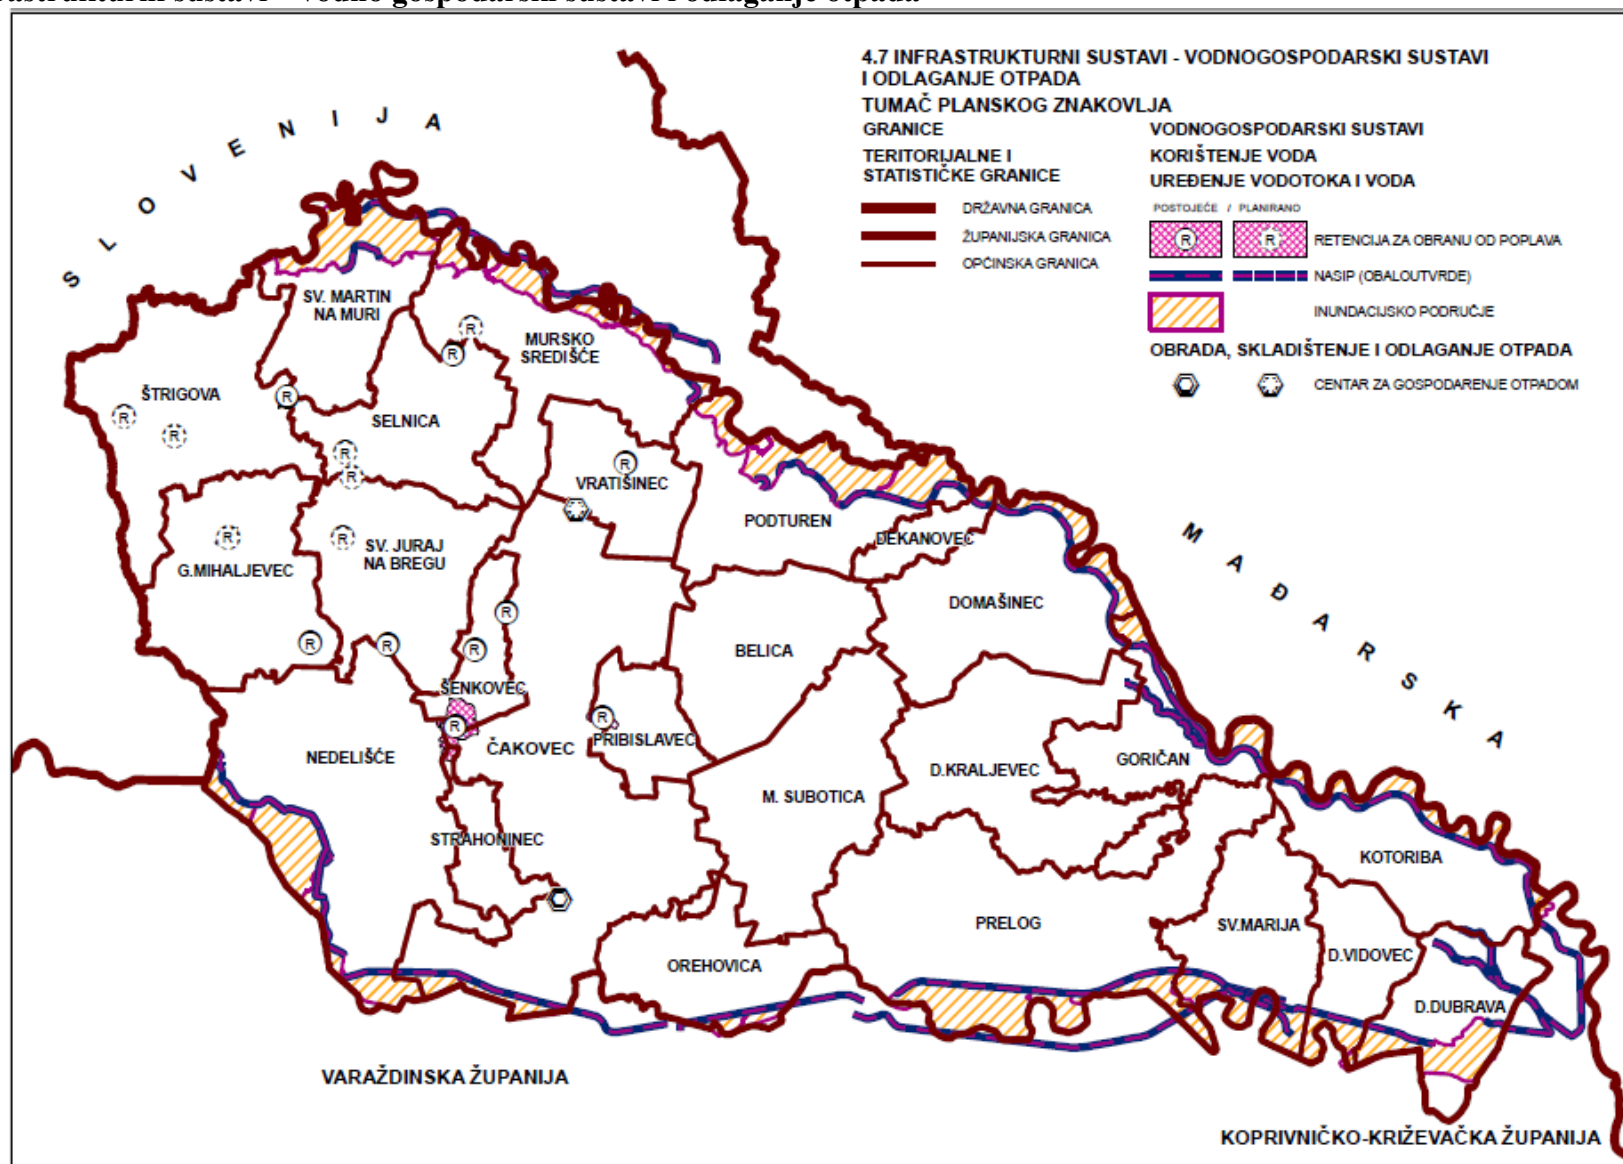 4.7 INFRASTRUKTURNI SUSTAVI - VODNOGOSPODARSKI SUSTAVI
I ODLAGANJE OTPADA
TUMAČ PLANSKOG ZNAKOVLJA
GRANICE
TERITORIJALNE I
STATISTIČKE GRANICE
DRŽAVNA GRANICA
ŽUPANIJSKA GRANICA
OPĆINSKA GRANICA
VODNOGOSPODARSKI SUSTAVI
KORIŠTENJE VODA
UREĐENJE VODOTOKA I VODA
POSTOJEĆE / PLANIRANO
R R RETENCIJA ZA OBRANU OD POPLAVA
NASIP (OBALOUTVRDE)
INUNDACIJSKO PODRUČJE
OBRADA, SKLADIŠTENJE I ODLAGANJE OTPADA
CENTAR ZA GOSPODARENJE OTPADOM
SLOVENIJA
MAĐARSKA
SV. MARTIN
NA MURI
R
R
MURSKO
SREDIŠĆE
ŠTRIGOVA
R
R
R
SELNICA
R
R
R
VRATIŠINEC
PODTUREN
DEKANOVEC
R
G.MIHALJEVEC
R
SV. JURAJ
NA BREGU
DOMAŠINEC
R
R
R
R
BELICA
ŠENKOVEC
R
R
PRIBISLAVEC
ČAKOVEC
NEDELIŠĆE
GORIČAN
D.KRALJEVEC
M. SUBOTICA
STRAHONINEC
KOTORIBA
PRELOG
SV.MARIJA
D.VIDOVEC
OREHOVICA
D.DUBRAVA
VARAŽDINSKA ŽUPANIJA
KOPRIVNIČKO-KRIŽEVAČKA ŽUPANIJA